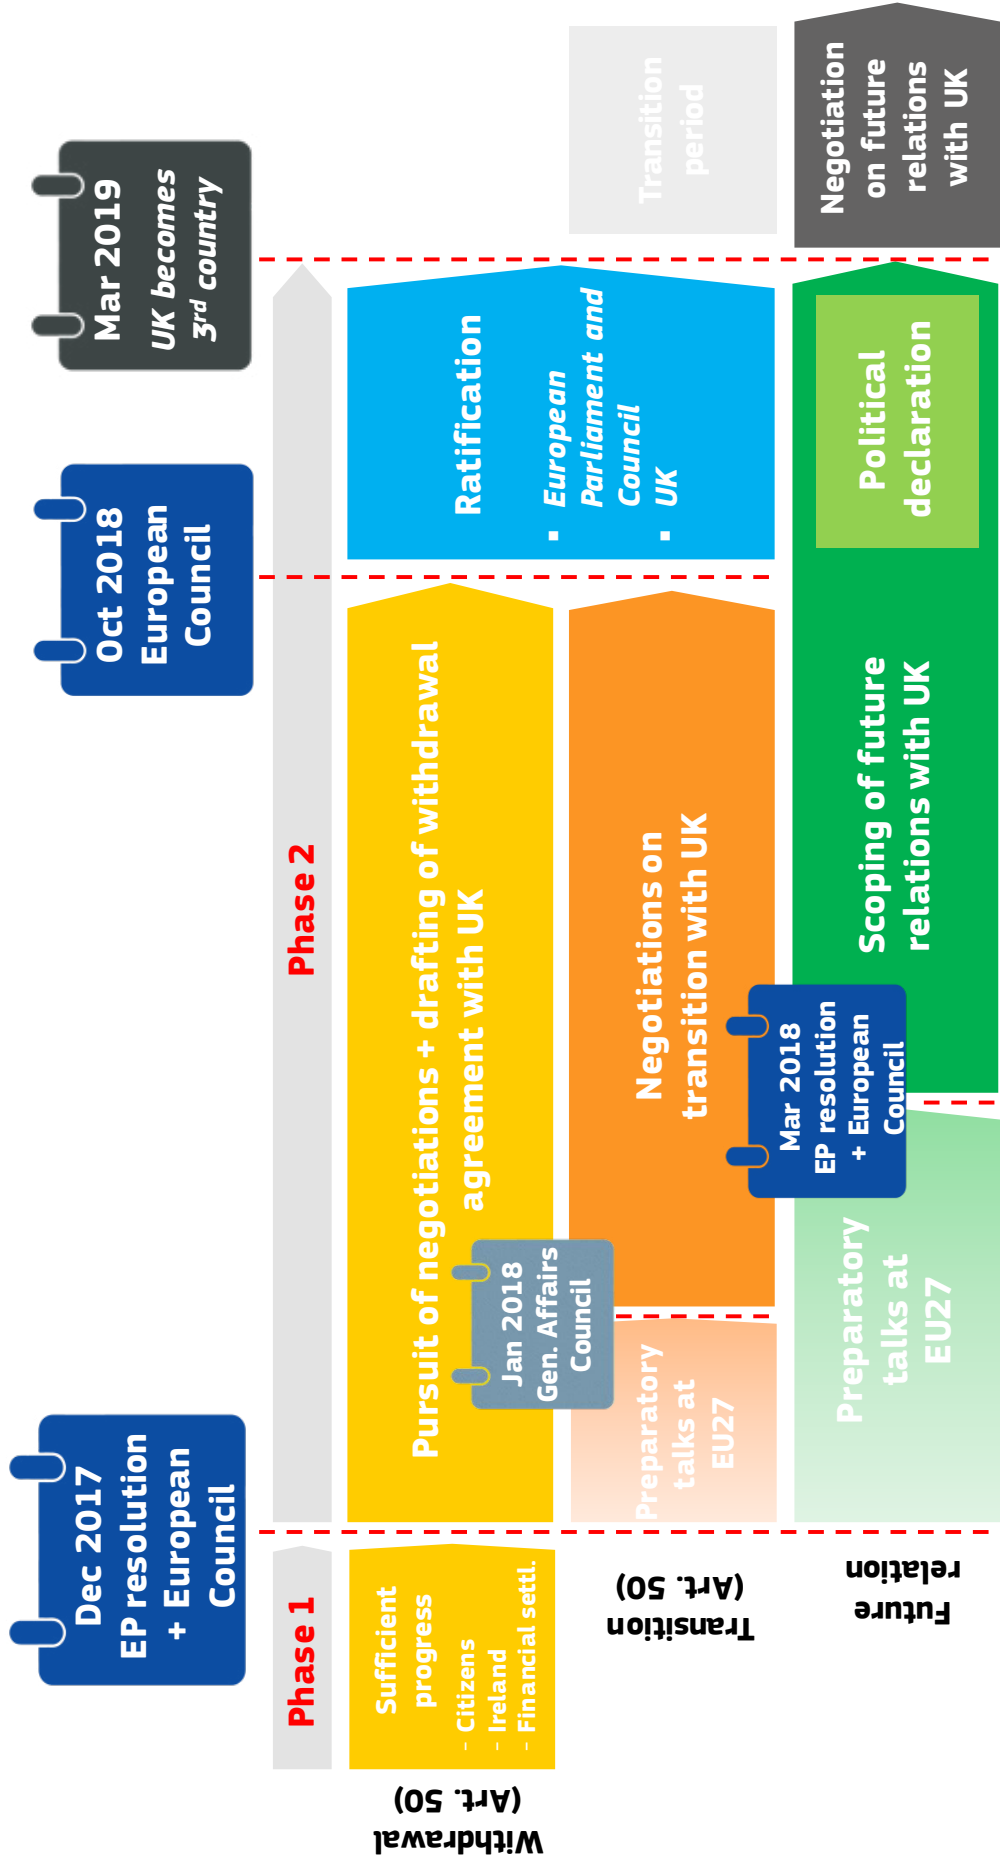 Dec 2017
EP resolution
+ European
Council
Oct 2018
European
Council
Mar 2019
UK becomes
3rd country
Phase 1
Phase 2
Withdrawal
(Art. 50)
Sufficient
progress
- Citizens
- Ireland
- Financial settl.
Pursuit of negotiations + drafting of withdrawal
agreement with UK
Jan 2018
Gen. Affairs
Council
Ratification
▪ European
Parliament and
Council
▪ UK
Transition
(Art. 50)
Preparatory
talks at
EU27
Negotiations on
transition with UK
Transition
period
Mar 2018
EP resolution
+ European
Council
Future
relation
Preparatory
talks at
EU27
Scoping of future
relations with UK
Political
declaration
Negotiation
on future
relations
with UK